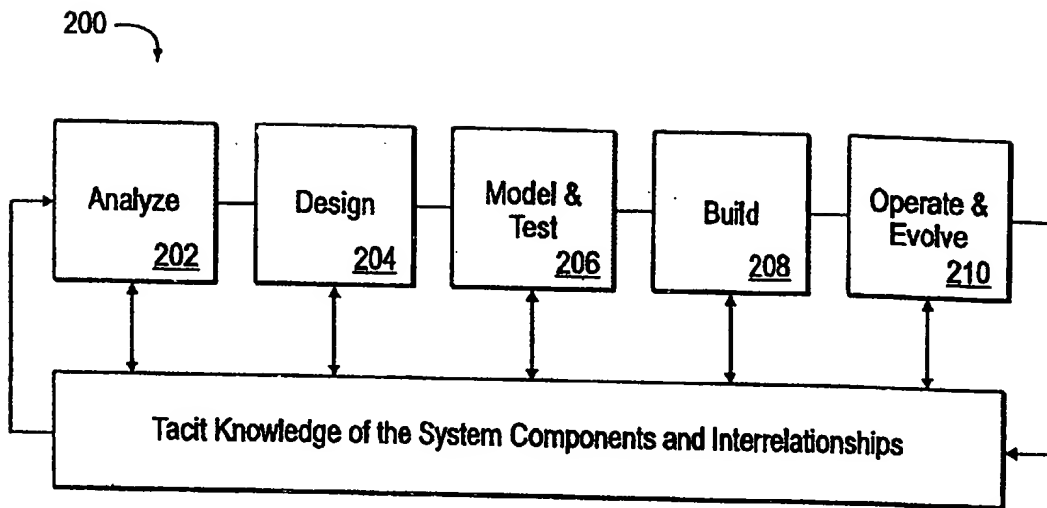 200
Analyze
202
Design
204
Model &
Test
206
Build
208
Operate &
Evolve
210
Tacit Knowledge of the System Components and Interrelationships